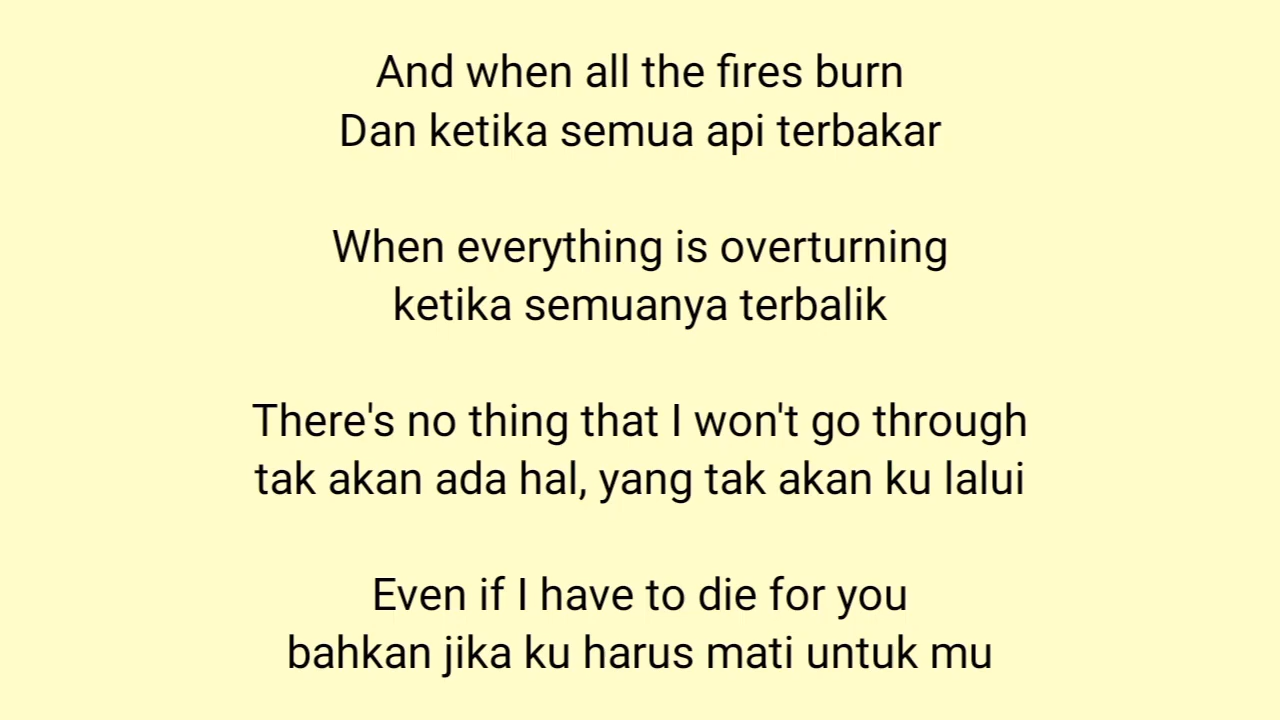 And when all the fires burn
Dan ketika semua api terbakar
When everything is overturning
ketika semuanya terbalik
There's no thing that I won't go through
tak akan ada hal, yang tak akan ku lalui
Even if I have to die for you
bahkan jika ku harus mati untuk mu